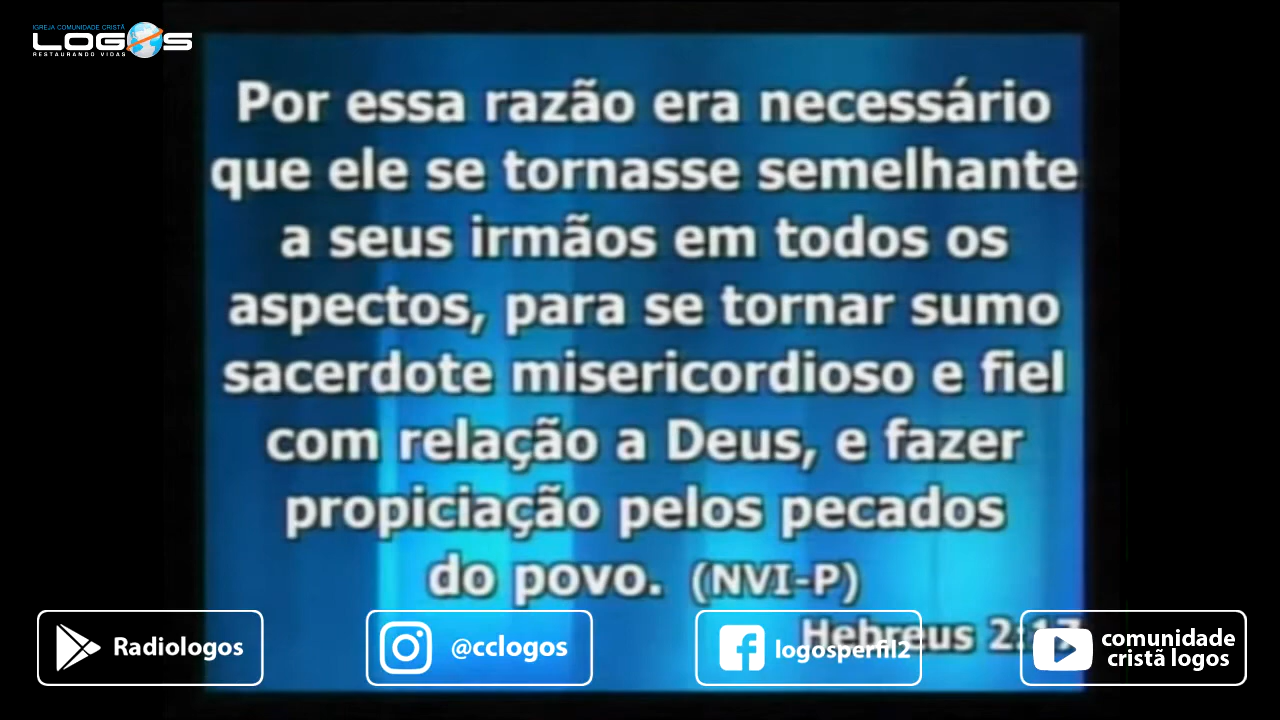 IGREJA COMUNIDADE CRISTÃ
LOGOS
RESTAURANDO VIDAS
Por essa razão era necessário
que ele se tornasse semelhante
a seus irmãos em todos os
aspectos, para se tornar sumo
sacerdote misericordioso e fiel
com relação a Deus, e fazer
propiciação pelos pecados
do povo. (NVI-P)
Hebreus 2:17
Radiologos
@cclogos
logosperfil2
comunidade
cristã logos